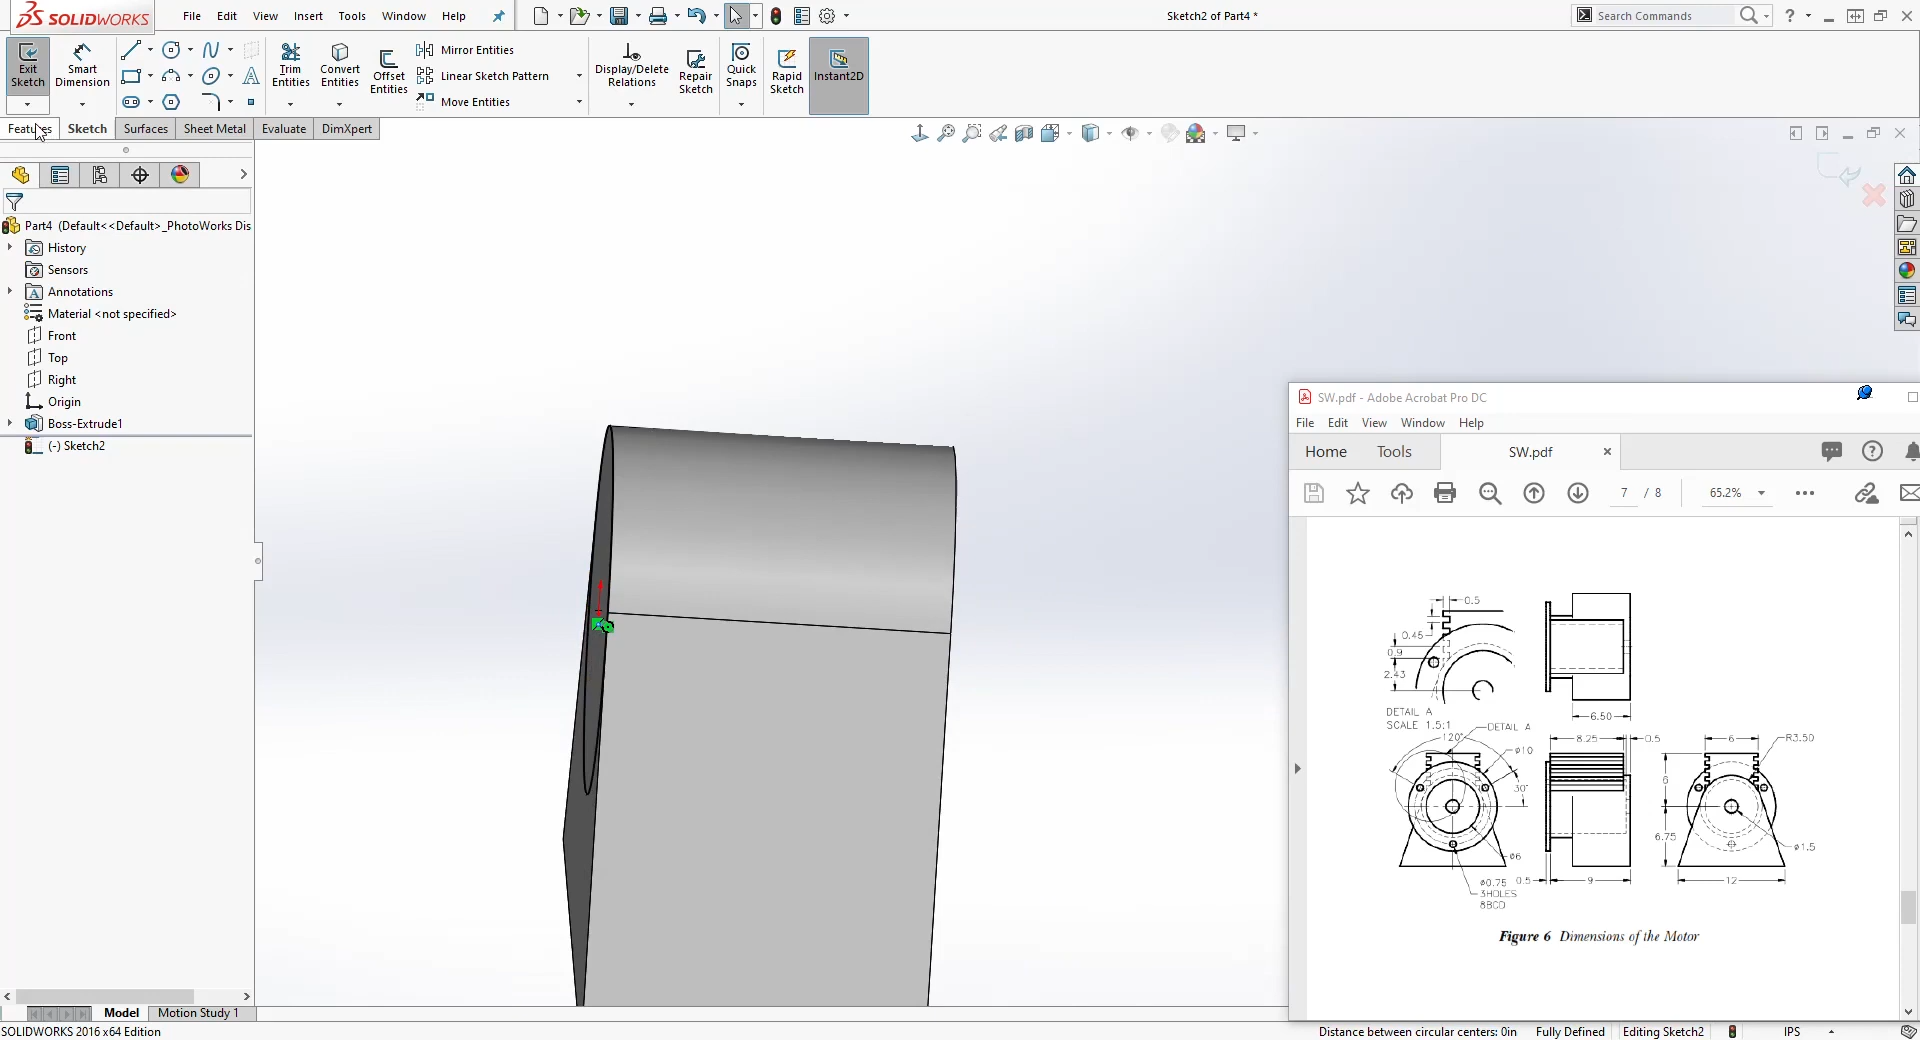 SOLIDWORKS
File Edit View Insert Tools Window Help
Sketch2 of Part4 *
Search Commands
Exit Sketch
Smart Dimension
Trim Entities
Convert Entities
Offset Entities
Mirror Entities
Linear Sketch Pattern
Move Entities
Display/Delete Relations
Repair Sketch
Quick Snaps
Rapid Sketch
Instant2D
Features Sketch Surfaces Sheet Metal Evaluate DimXpert
Part4 (Default<<Default>_PhotoWorks Dis
History
Sensors
Annotations
Material <not specified>
Front
Top
Right
Origin
Boss-Extrude1
(-) Sketch2
SW.pdf - Adobe Acrobat Pro DC
File Edit View Window Help
Home Tools SW.pdf
7 / 8 65.2%
0.5
0.45
0.9
2.43
DETAIL A
SCALE 1.5:1
6.50
DETAIL A
120°
ø10
30°
ø6
ø0.75
3HOLES
8BCD
8.25
0.5
0.5
9
6
R3.50
6
6.75
ø1.5
12
Figure 6 Dimensions of the Motor
Model Motion Study 1
SOLIDWORKS 2016 x64 Edition
Distance between circular centers: 0in Fully Defined Editing Sketch2 IPS